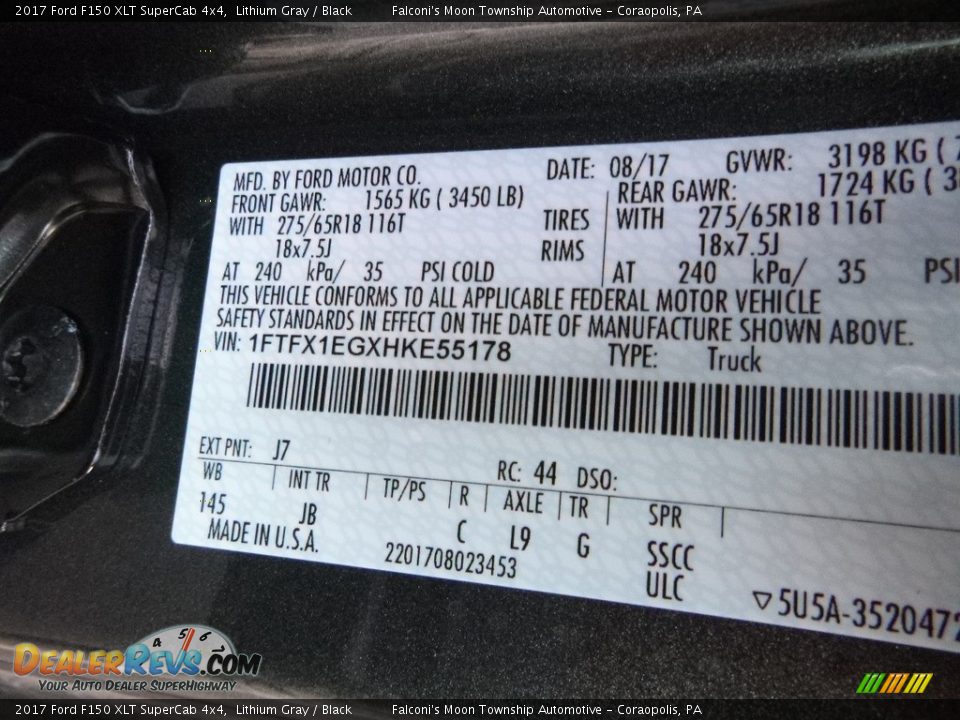 2017 Ford F150 XLT SuperCab 4x4, Lithium Gray / Black Falconi's Moon Township Automotive - Coraopolis, PA
MFD. BY FORD MOTOR CO. DATE: 08/17 GVWR: 3198 KG (
FRONT GAWR: 1565 KG ( 3450 LB) REAR GAWR: 1724 KG (
WITH 275/65R18 116T TIRES WITH 275/65R18 116T
18x7.5J RIMS 18x7.5J
AT 240 kPa/ 35 PSI COLD AT 240 kPa/ 35 PSI
THIS VEHICLE CONFORMS TO ALL APPLICABLE FEDERAL MOTOR VEHICLE
SAFETY STANDARDS IN EFFECT ON THE DATE OF MANUFACTURE SHOWN ABOVE.
VIN: 1FTFX1EGXHKE55178 TYPE: Truck
EXT PNT: J7 RC: 44 DSO:
WB INT TR TP/PS R AXLE TR SPR
145 JB C L9 G SSCC
MADE IN U.S.A. 2201708023453 ULC
▽5U5A-3520472
4 5 6
DEALERREVS.COM
YOUR AUTO DEALER SUPERHIGHWAY
2017 Ford F150 XLT SuperCab 4x4, Lithium Gray / Black Falconi's Moon Township Automotive - Coraopolis, PA